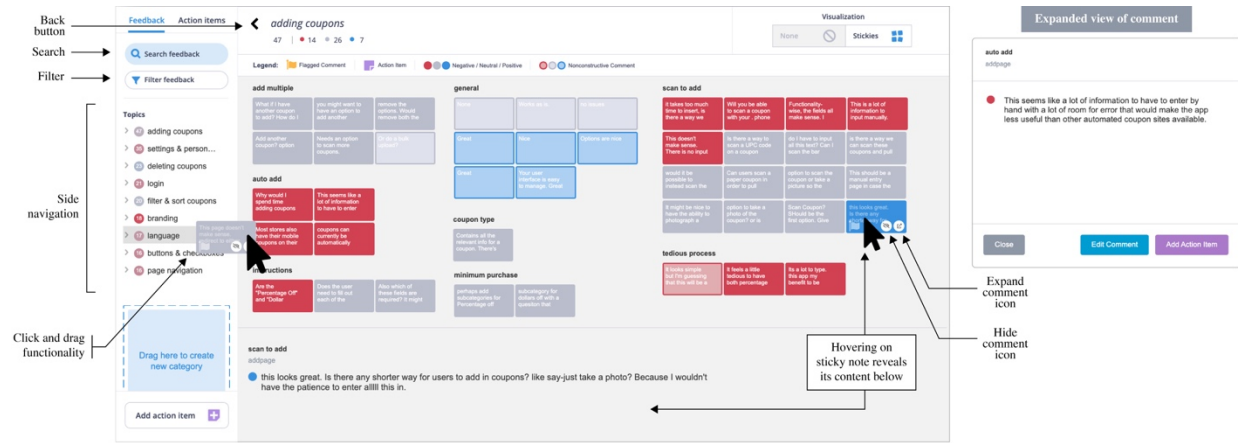 Back
button
Search
Filter
Side
navigation
Click and drag
functionality
Feedback
Action items
Search feedback
Filter feedback
Topics
47 adding coupons
settings & person...
deleting coupons
login
filter & sort coupons
branding
language
buttons & checkboxes
page navigation
This page doesn't
make sense.
Drag here to create
new category
Add action item
adding coupons
47 | 14 26 7
Visualization
None
Stickies
Legend:
Flagged Comment
Action Item
Negative / Neutral / Positive
Nonconstructive Comment
add multiple
What if I have
another coupon
to add? How do I
you might want to
have an option to
add another
remove the
options. Would
remove both the
Add another
coupon? option
Needs an option
to scan more
coupons.
auto add
Why would I
spend time
adding coupons
This seems like a
lot of information
to have to enter
Most stores also
have their mobile
coupons on their
coupons can
currently be
automatically
instructions
Are the
"Percentage Off"
and "Dollar
Does the user
need to fill out
each of the
Also which of
these fields are
required? It might
general
None
Great
Nice
Options are nice
Great
Your user
interface is easy
to manage. Great
coupon type
Contains all the
relevant info for a
coupon. There's
minimum purchase
perhaps add
subcategories for
Percentage off
subcategory for
dollars off with a
question that
scan to add
it takes too much
time to insert, is
there a way we
Will you be able
to scan a coupon
with your . phone
Functionality-
wise, the fields all
make sense. I
This is a lot of
information to
input manually.
This doesn't
make sense.
There is no input
Is there a way to
scan a UPC code
on a coupon
do I have to input
all this text? Can I
scan the bar
is there a way we
can scan these
coupons and pull
would it be
possible to
instead scan the
Can users scan a
paper coupon in
order to pull
option to scan the
coupon or take a
picture as the
This should be a
manual entry
page in case the
It might be nice to
have the ability to
photograph a
option to take a
photo of the
coupon? or is
Scan Coupon?
SHould be the
first option. Give
this looks great.
Is there any
tedious process
It looks simple
but I'm guessing
that this will be a
It feels a little
tedious to have
both percentage
Its a lot to type,
this app my
benefit to be
scan to add
addpage
this looks great. Is there any shorter way for users to add in coupons? like say-just take a photo? Because I wouldn't
have the patience to enter allllll this in.
Hovering on
sticky note reveals
its content below
Expanded view of comment
auto add
addpage
This seems like a lot of information to have to enter by
hand with a lot of room for error that would make the app
less useful than other automated coupon sites available.
Close
Edit Comment
Add Action Item
Expand
comment
icon
Hide
comment
icon